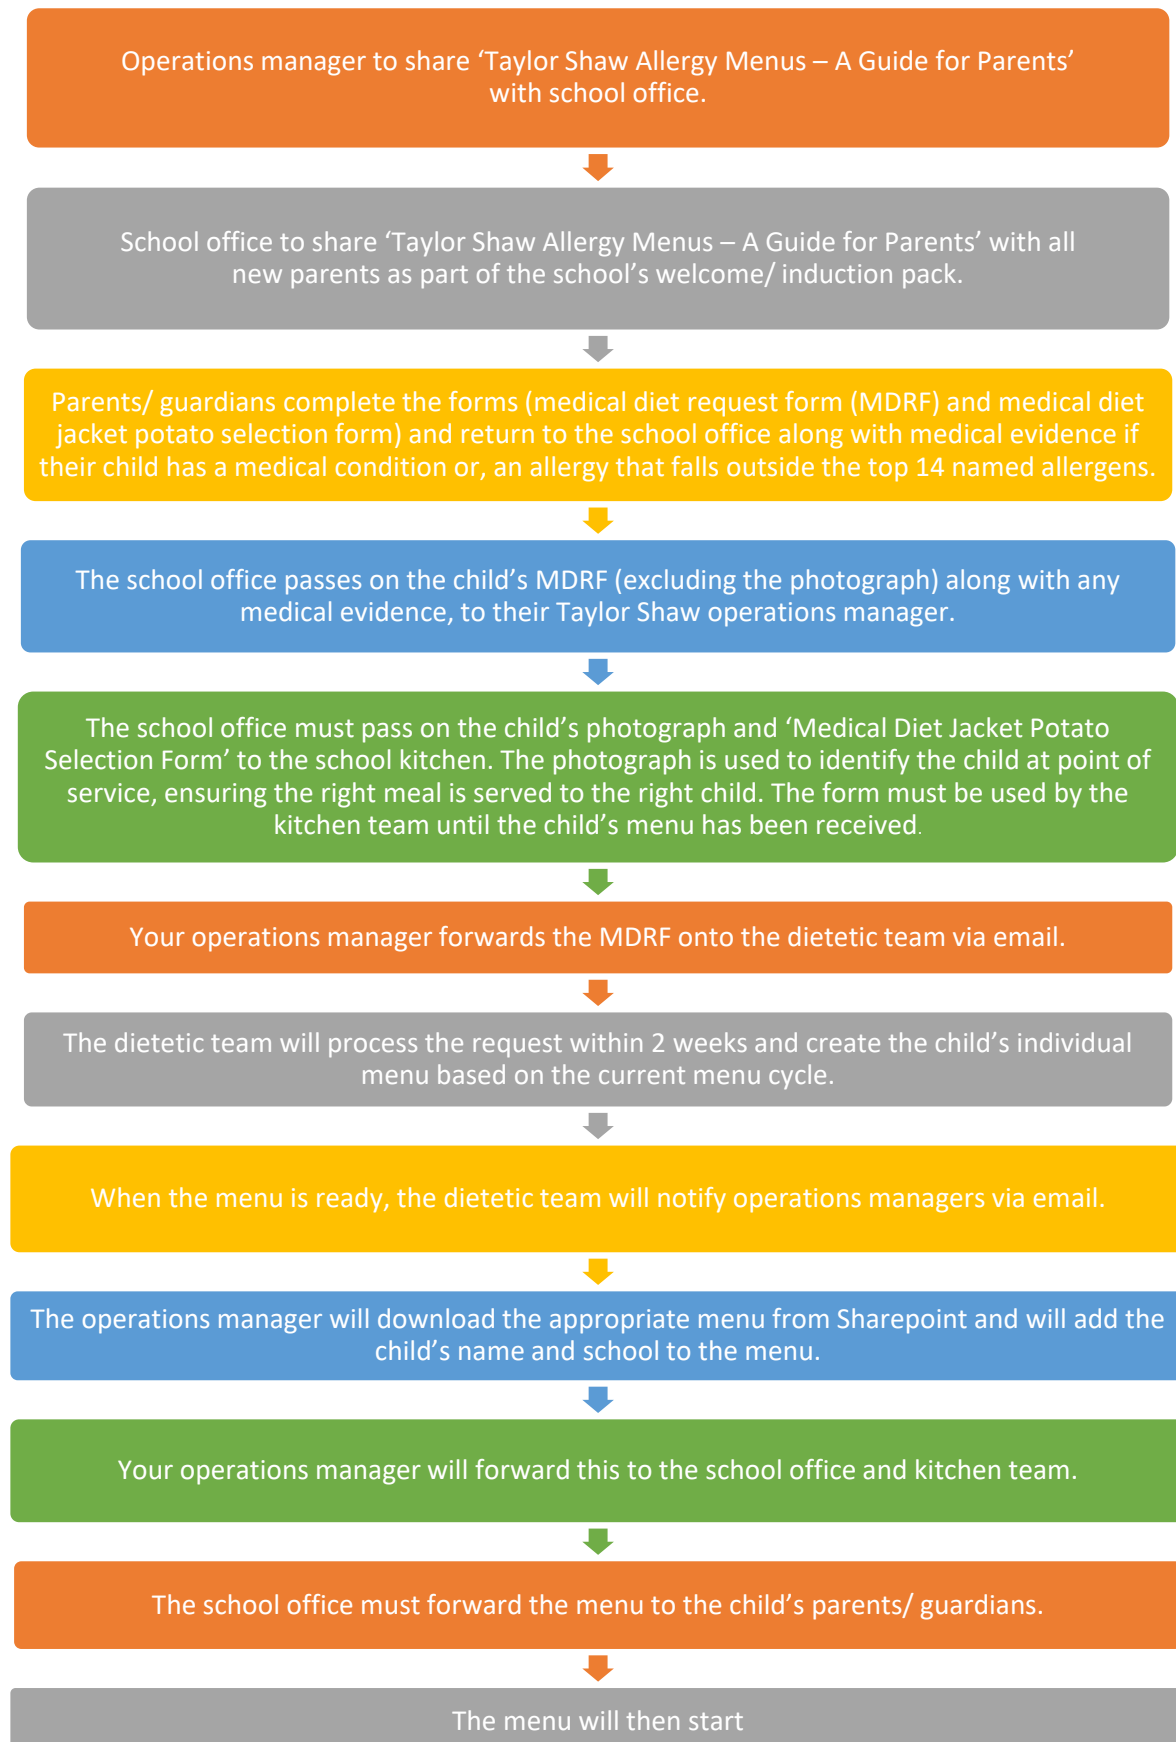 Operations manager to share ‘Taylor Shaw Allergy Menus – A Guide for Parents’
with school office.
School office to share ‘Taylor Shaw Allergy Menus – A Guide for Parents’ with all
new parents as part of the school’s welcome/ induction pack.
Parents/ guardians complete the forms (medical diet request form (MDRF) and medical diet
jacket potato selection form) and return to the school office along with medical evidence if
their child has a medical condition or, an allergy that falls outside the top 14 named allergens.
The school office passes on the child’s MDRF (excluding the photograph) along with any
medical evidence, to their Taylor Shaw operations manager.
The school office must pass on the child’s photograph and ‘Medical Diet Jacket Potato
Selection Form’ to the school kitchen. The photograph is used to identify the child at point of
service, ensuring the right meal is served to the right child. The form must be used by the
kitchen team until the child’s menu has been received.
Your operations manager forwards the MDRF onto the dietetic team via email.
The dietetic team will process the request within 2 weeks and create the child’s individual
menu based on the current menu cycle.
When the menu is ready, the dietetic team will notify operations managers via email.
The operations manager will download the appropriate menu from Sharepoint and will add the
child’s name and school to the menu.
Your operations manager will forward this to the school office and kitchen team.
The school office must forward the menu to the child’s parents/ guardians.
The menu will then start